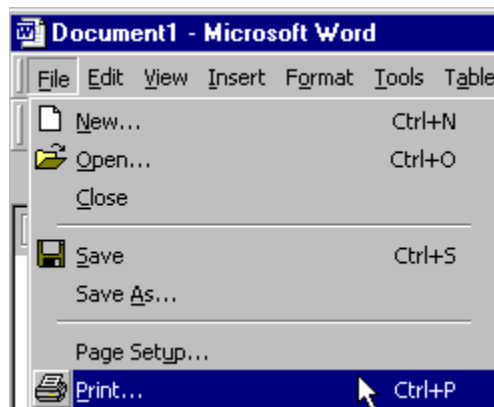 Document1 - Microsoft Word
File Edit View Insert Format Tools Table
New... Ctrl+N
Open... Ctrl+O
Close
Save Ctrl+S
Save As...
Page Setup...
Print... Ctrl+P